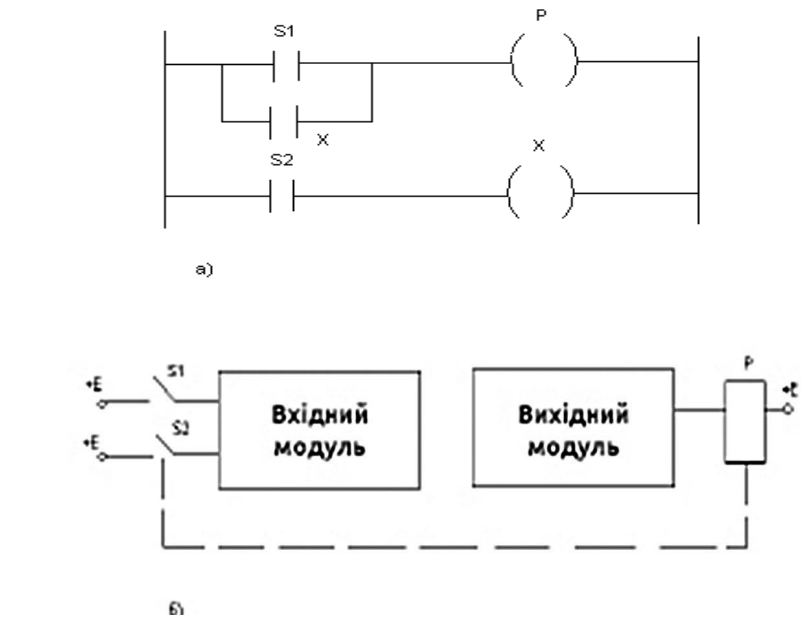 S1
P
X
S2
X
а)
+E
S1
Вхідний
модуль
+E
S2
Вихідний
модуль
P
+E
б)